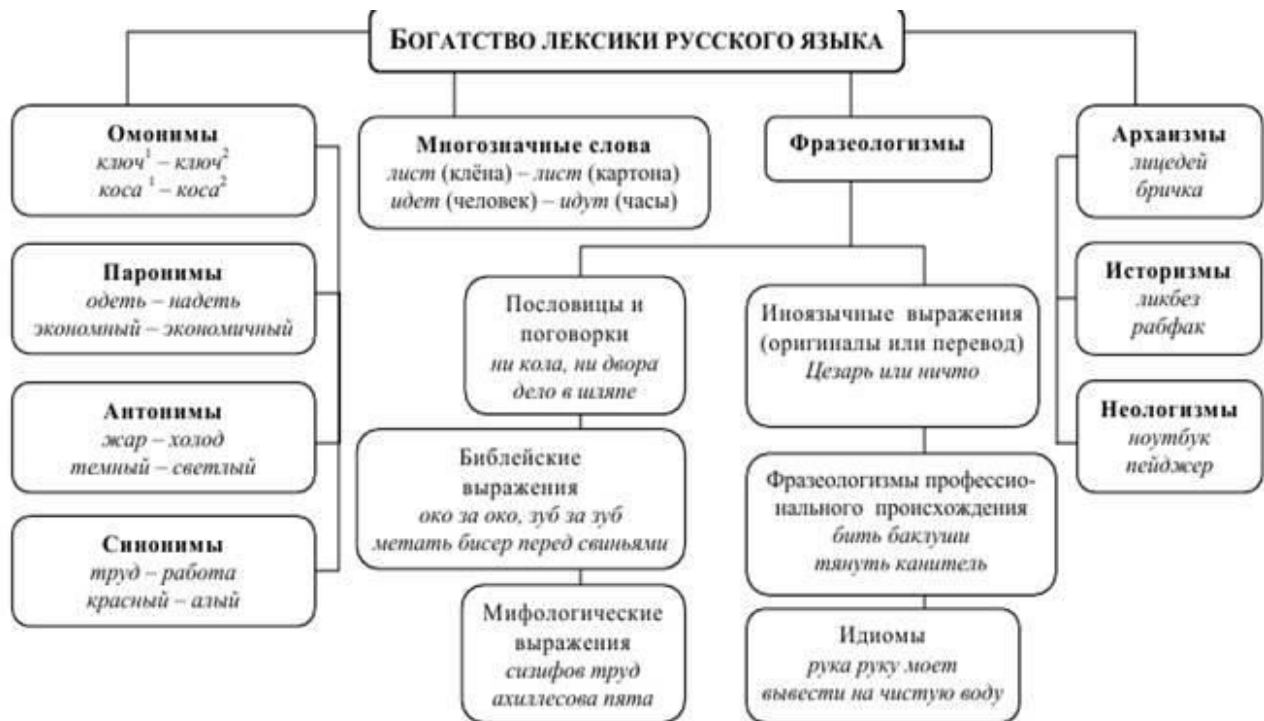 БОГАТСТВО ЛЕКСИКИ РУССКОГО ЯЗЫКА
Омонимы
ключ¹ – ключ²
коса ¹ – коса²
Паронимы
одеть – надеть
экономный – экономичный
Антонимы
жар – холод
темный – светлый
Синонимы
труд – работа
красный – алый
Многозначные слова
лист (клёна) – лист (картона)
идет (человек) – идут (часы)
Фразеологизмы
Пословицы и
поговорки
ни кола, ни двора
дело в шляпе
Библейские
выражения
око за око, зуб за зуб
метать бисер перед свиньями
Мифологические
выражения
сизифов труд
ахиллесова пята
Иноязычные выражения
(оригиналы или перевод)
Цезарь или ничто
Фразеологизмы профессио-
нального происхождения
бить баклуши
тянуть канитель
Идиомы
рука руку моет
вывести на чистую воду
Архаизмы
лицедей
бричка
Историзмы
ликбез
рабфак
Неологизмы
ноутбук
пейджер